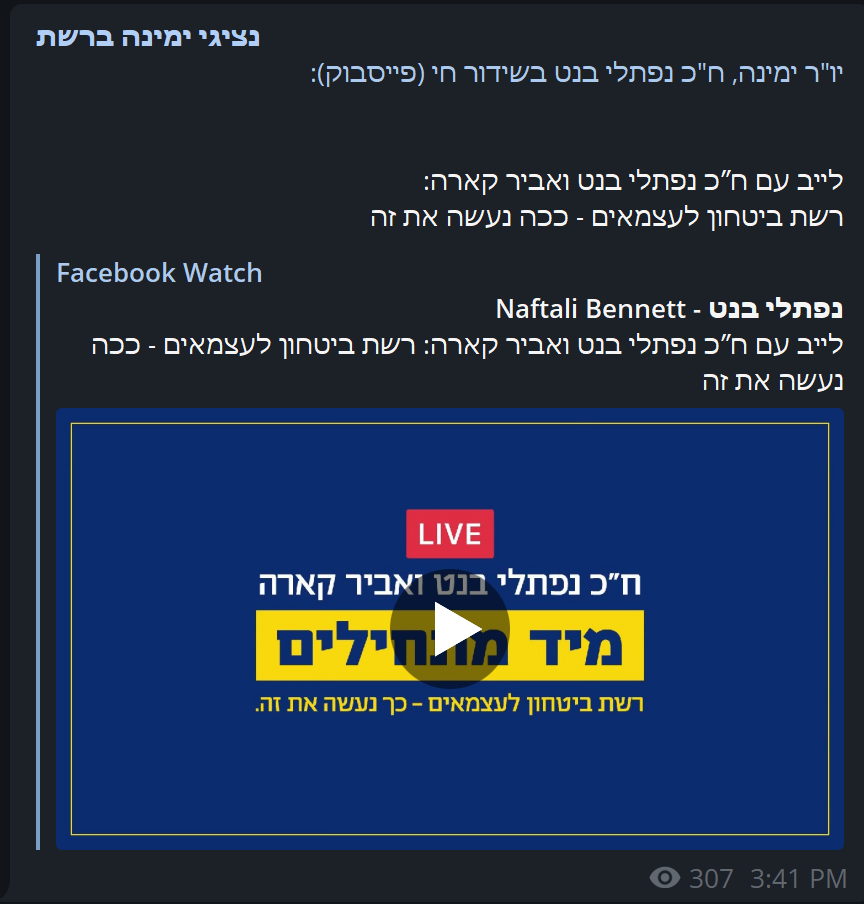 נציגי ימינה ברשת
יו"ר ימינה, ח"כ נפתלי בנט בשידור חי (פייסבוק):
לייב עם ח״כ נפתלי בנט ואביר קארה:
רשת ביטחון לעצמאים - ככה נעשה את זה
Facebook Watch
נפתלי בנט - Naftali Bennett
לייב עם ח״כ נפתלי בנט ואביר קארה: רשת ביטחון לעצמאים - ככה
נעשה את זה
LIVE
ח״כ נפתלי בנט ואביר קארה
מיד מתחילים
רשת ביטחון לעצמאים – כך נעשה את זה.
307 3:41 PM